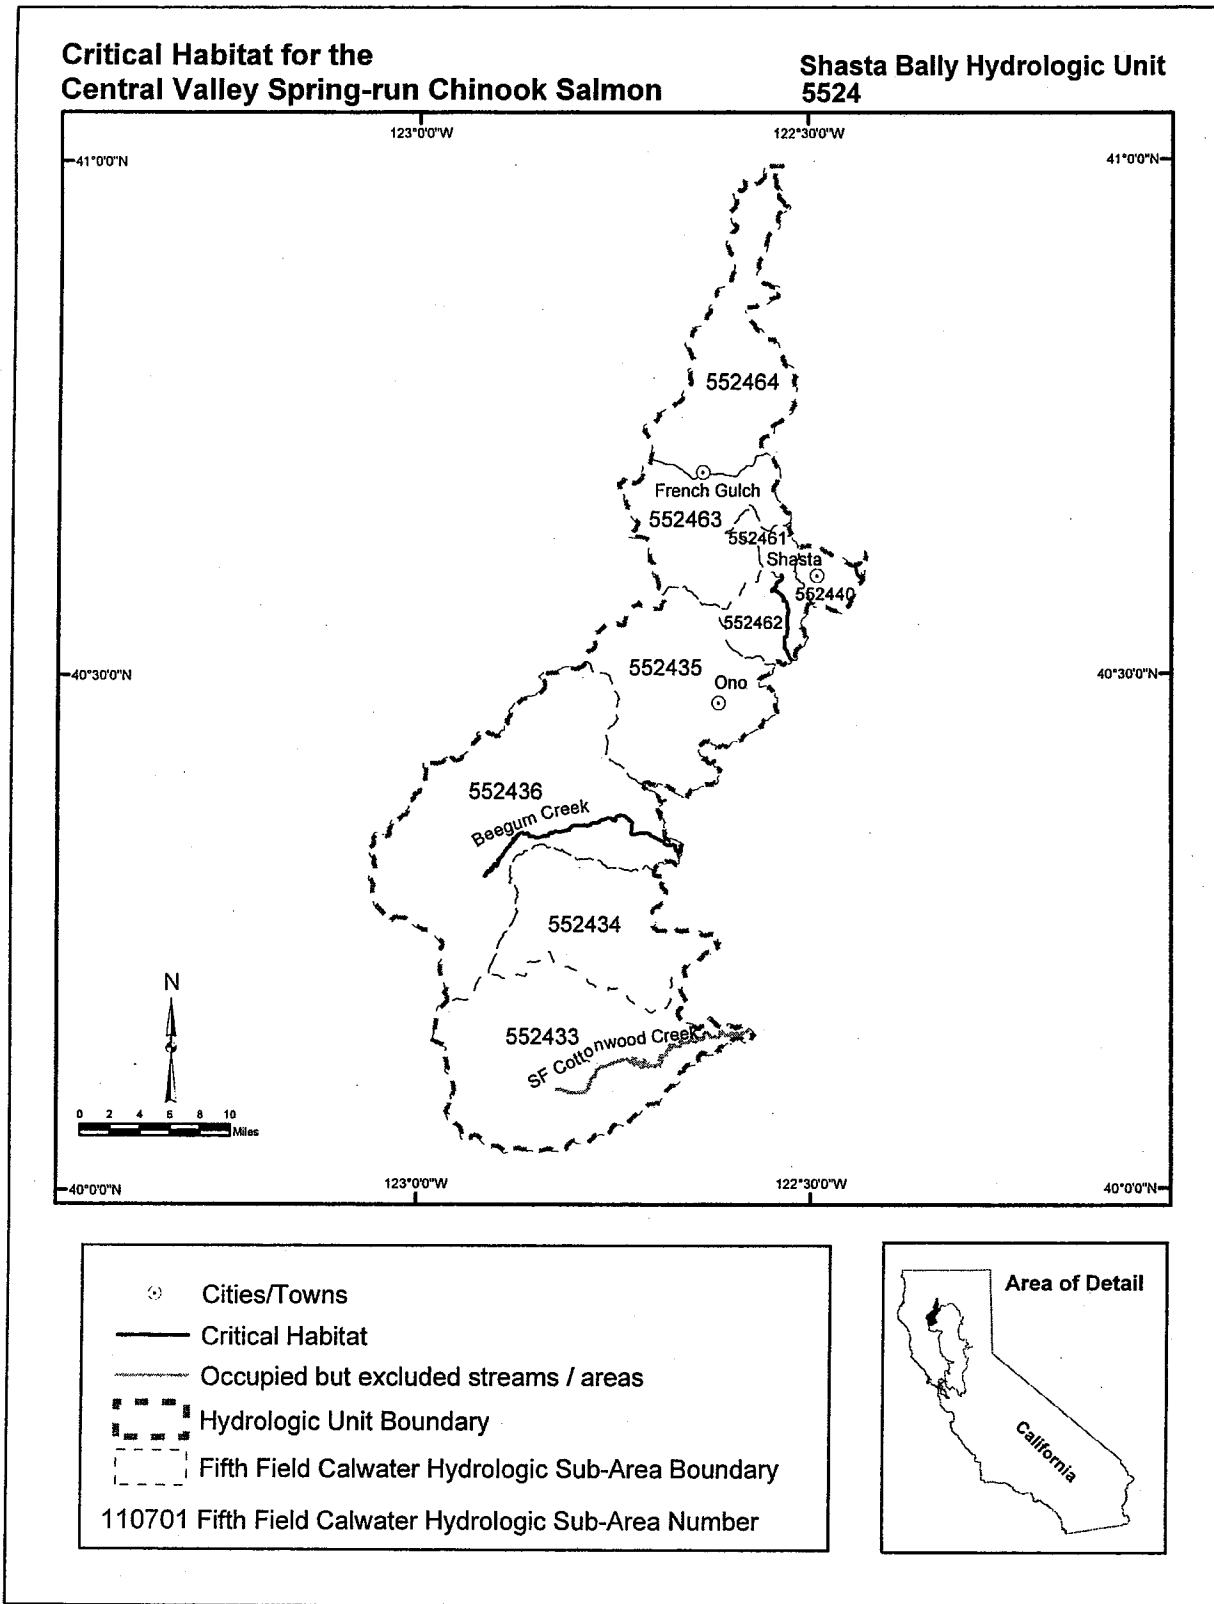 Critical Habitat for the
Central Valley Spring-run Chinook Salmon
Shasta Bally Hydrologic Unit
5524
123°0'0"W
122°30'0"W
41°0'0"N
41°0'0"N
552464
French Gulch
552463
552461
Shasta
552440
552462
552435
Ono
40°30'0"N
40°30'0"N
552436
Beegum Creek
552434
N
552433
SF Cottonwood Creek
0 2 4 6 8 10
Miles
40°0'0"N
123°0'0"W
122°30'0"W
40°0'0"N
Cities/Towns
Critical Habitat
Occupied but excluded streams / areas
Hydrologic Unit Boundary
Fifth Field Calwater Hydrologic Sub-Area Boundary
110701 Fifth Field Calwater Hydrologic Sub-Area Number
Area of Detail
California